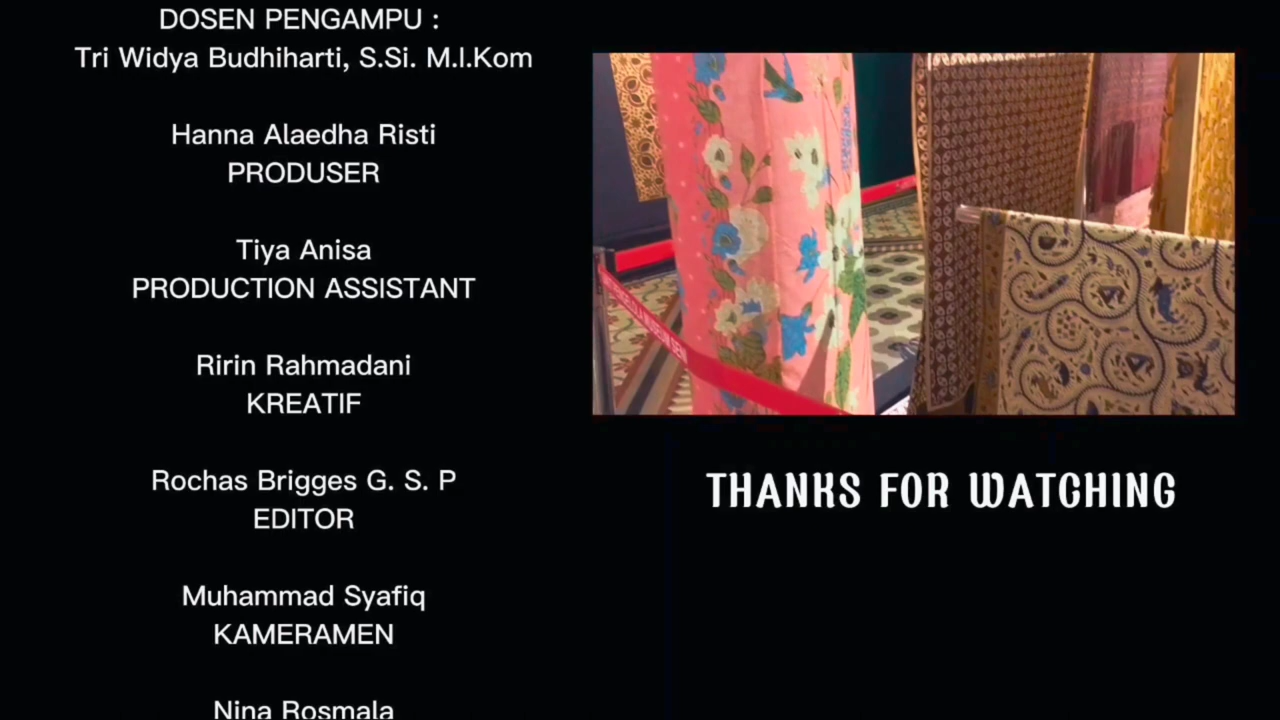 DOSEN PENGAMPU :
Tri Widya Budhiharti, S.Si. M.I.Kom
Hanna Alaedha Risti
PRODUSER
Tiya Anisa
PRODUCTION ASSISTANT
Ririn Rahmadani
KREATIF
Rochas Brigges G. S. P
EDITOR
Muhammad Syafiq
KAMERAMEN
Nina Rosmala
THANKS FOR WATCHING